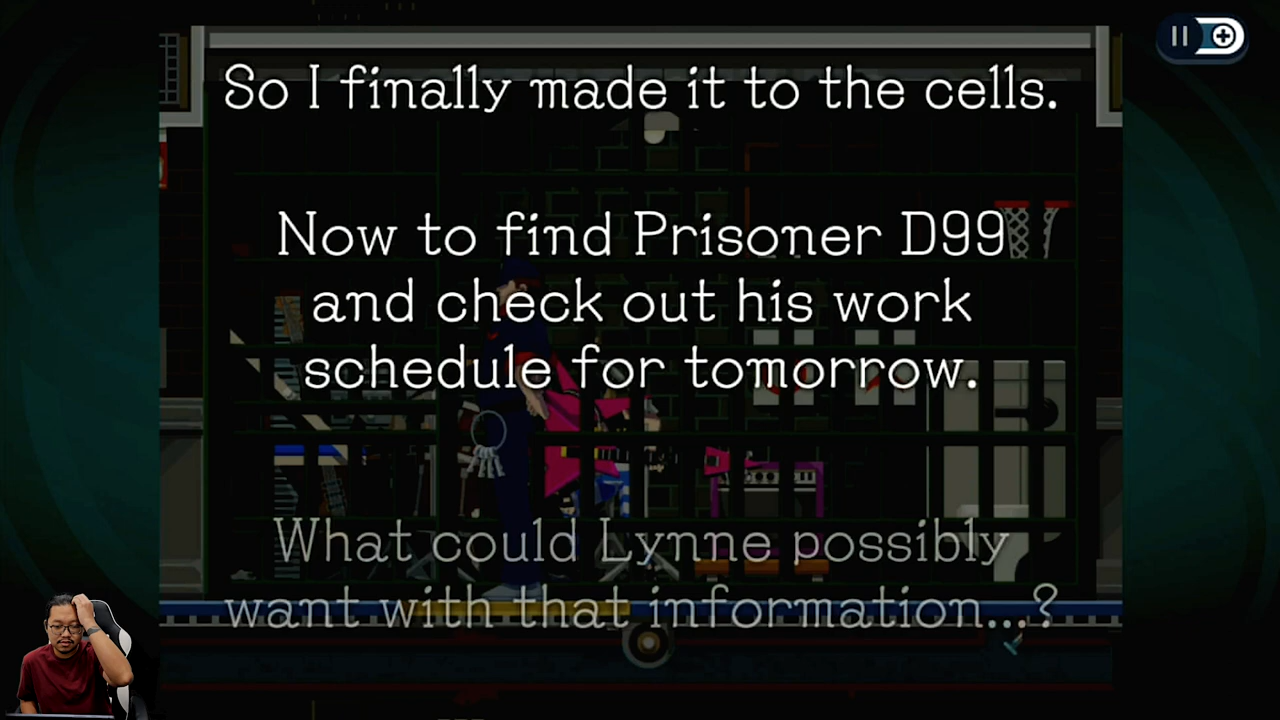 So I finally made it to the cells.
Now to find Prisoner D99
and check out his work
schedule for tomorrow.
What could Lynne possibly
want with that information...?